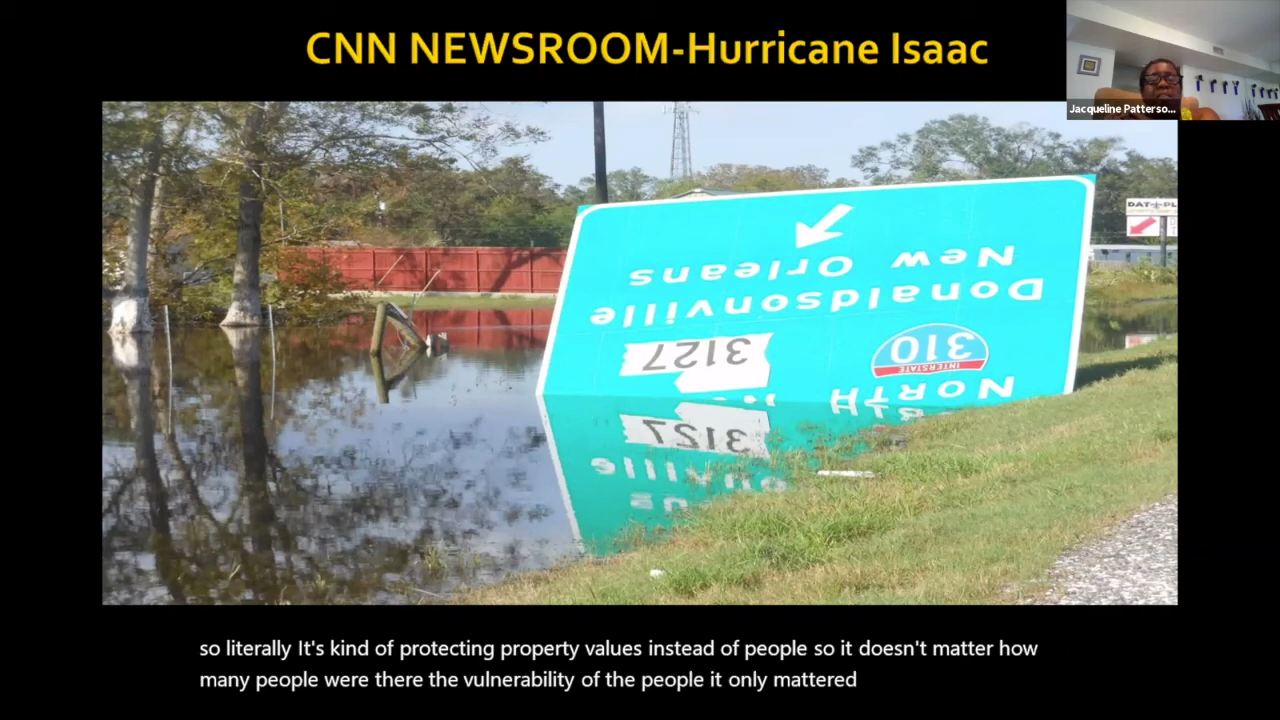 CNN NEWSROOM-Hurricane Isaac
Jacqueline Patterso...
New Orleans
Donaldsonville
3127
INTERSTATE
310
NORTH
DAT
so literally It's kind of protecting property values instead of people so it doesn't matter how
many people were there the vulnerability of the people it only mattered